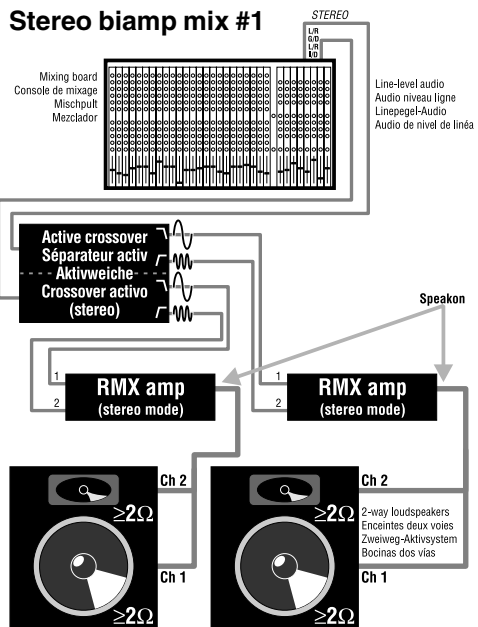 Stereo biamp mix #1
STEREO
L/R
G/D
L/R
I/D
Mixing board
Console de mixage
Mischpult
Mezclador
Line-level audio
Audio niveau ligne
Linepegel-Audio
Audio de nivel de linéa
Active crossover
Séparateur activ
Aktivweiche
Crossover activo
(stereo)
Speakon
1
2
RMX amp
(stereo mode)
1
2
RMX amp
(stereo mode)
Ch 2
≥2Ω
Ch 1
≥2Ω
Ch 2
≥2Ω
2-way loudspeakers
Enceintes deux voies
Zweiweg-Aktivsystem
Bocinas dos vías
Ch 1
≥2Ω